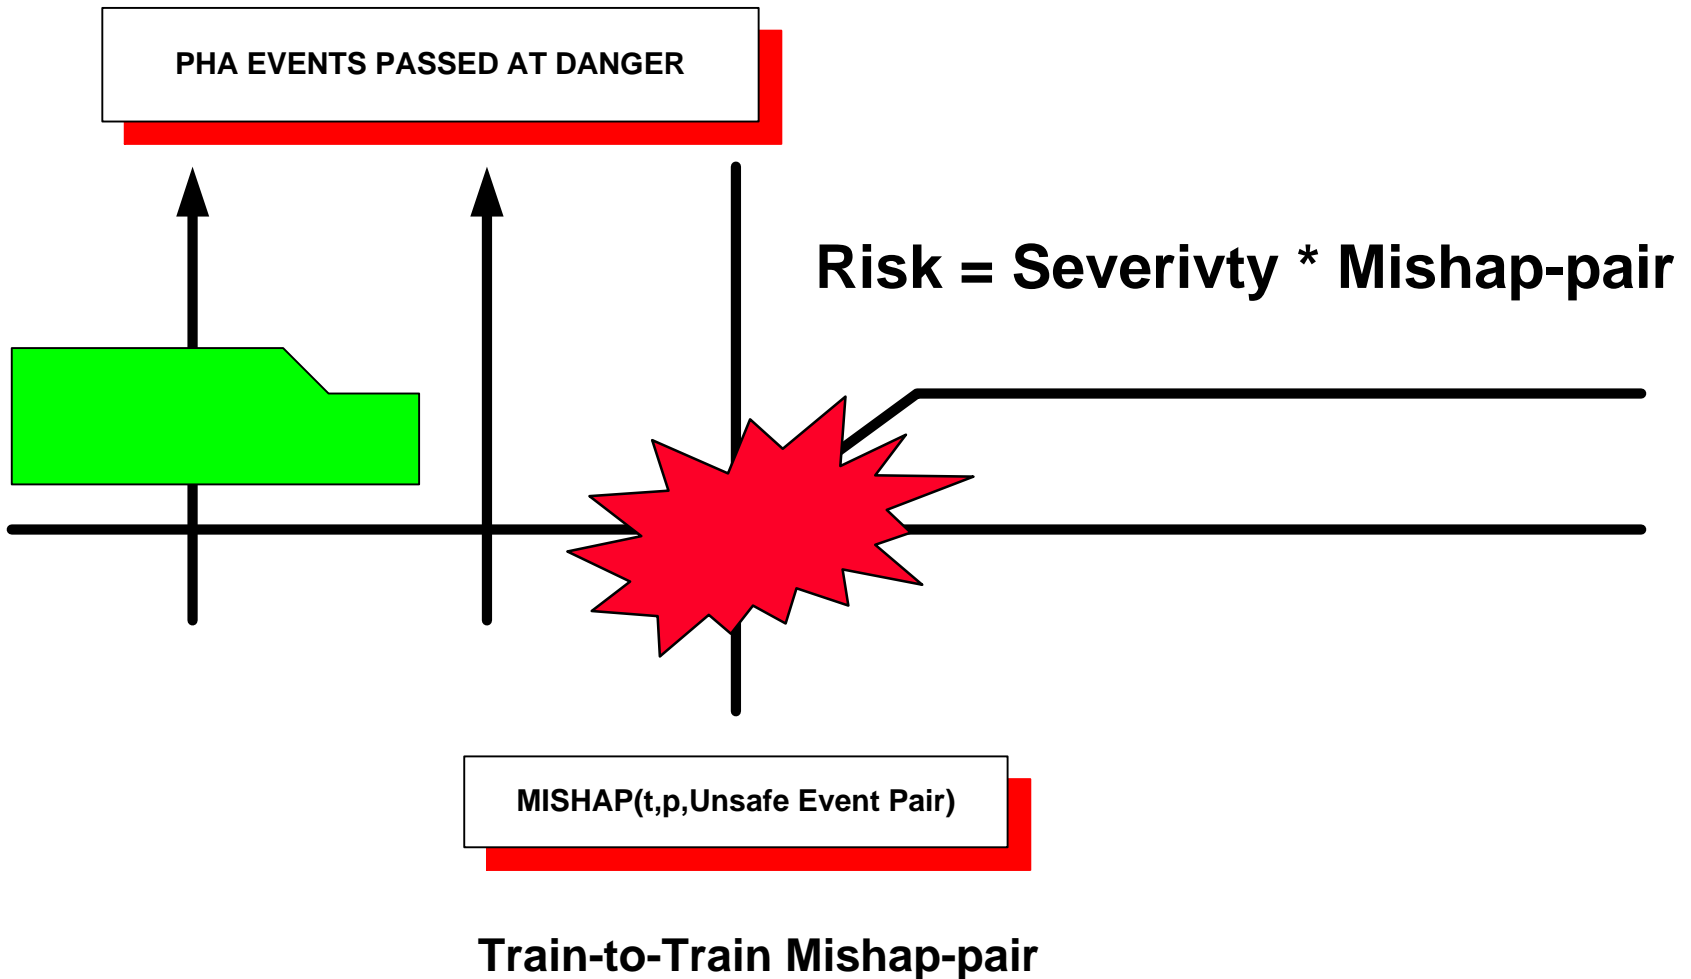 PHA EVENTS PASSED AT DANGER
Risk = Severivty * Mishap-pair
MISHAP(t,p,Unsafe Event Pair)
Train-to-Train Mishap-pair